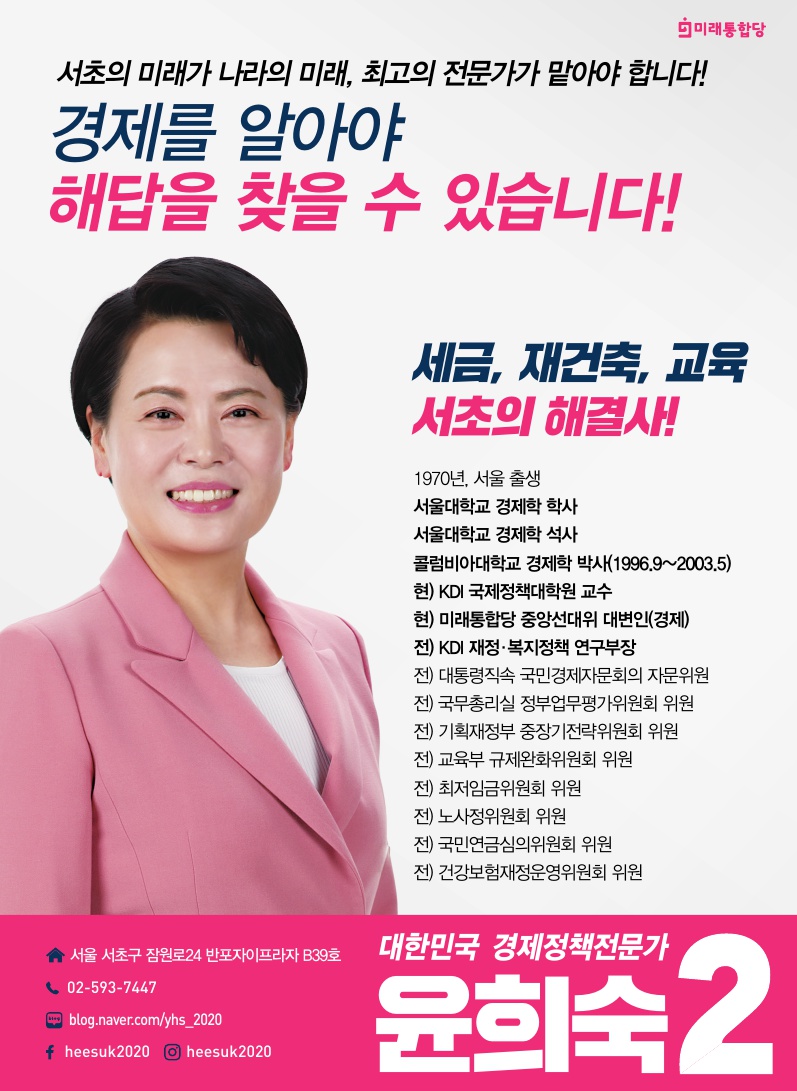 미래통합당
서초의 미래가 나라의 미래, 최고의 전문가가 맡아야 합니다!
경제를 알아야
해답을 찾을 수 있습니다!
세금, 재건축, 교육
서초의 해결사!
1970년, 서울 출생
서울대학교 경제학 학사
서울대학교 경제학 석사
콜럼비아대학교 경제학 박사(1996.9~2003.5)
현) KDI 국제정책대학원 교수
현) 미래통합당 중앙선대위 대변인(경제)
전) KDI 재정·복지정책 연구부장
전) 대통령직속 국민경제자문회의 자문위원
전) 국무총리실 정부업무평가위원회 위원
전) 기획재정부 중장기전략위원회 위원
전) 교육부 규제완화위원회 위원
전) 최저임금위원회 위원
전) 노사정위원회 위원
전) 국민연금심의위원회 위원
전) 건강보험재정운영위원회 위원
서울 서초구 잠원로24 반포자이프라자 B39호
02-593-7447
blog blog.naver.com/yhs_2020
heesuk2020 heesuk2020
대한민국 경제정책전문가
윤희숙 2